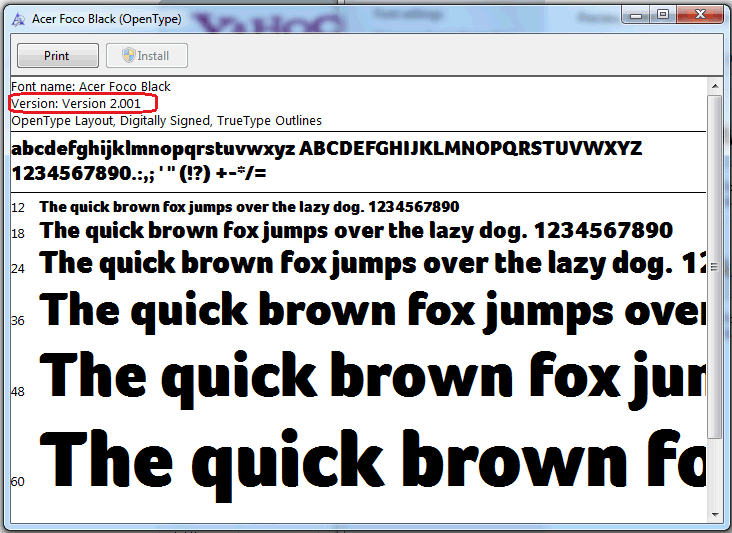 Acer Foco Black (OpenType)
YAHOO
Print
Install
Font name: Acer Foco Black
Version: Version 2.001
OpenType Layout, Digitally Signed, TrueType Outlines
abcdefghijklmnopqrstuvwxyz ABCDEFGHIJKLMNOPQRSTUVWXYZ
1234567890.:,; ' " (!?) +-*/=
12 The quick brown fox jumps over the lazy dog. 1234567890
18 The quick brown fox jumps over the lazy dog. 1234567890
24 The quick brown fox jumps over the lazy dog. 12
36 The quick brown fox jumps over
48 The quick brown fox jum
60 The quick brown fo